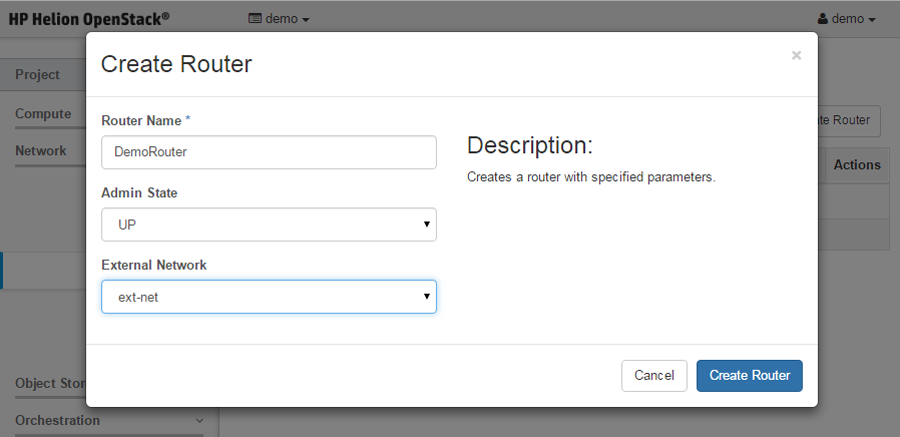 HP Helion OpenStack®
demo
demo
Project
Compute
Network
Object Stor
Orchestration
Create Router
×
Router Name *
DemoRouter
Admin State
UP
External Network
ext-net
Description:
Creates a router with specified parameters.
Cancel
Create Router
te Router
Actions